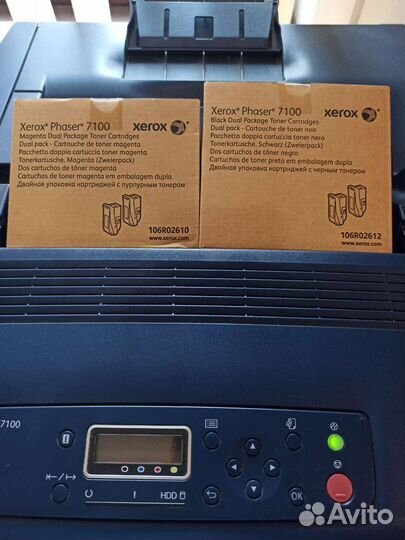 Xerox® Phaser® 7100 xerox
Magenta Dual Package Toner Cartridges
Dual pack - Cartouche de toner magenta
Pacchetto doppia cartuccia toner magenta
Tonerkartusche, Magenta (Zweierpack)
Dos cartuchos de tóner magenta
Cartuchos de toner magenta em embalagem dupla
Двойная упаковка картриджей с пурпурным тонером
106R02610
www.xerox.com
Xerox® Phaser® 7100 xerox
Black Dual Package Toner Cartridges
Dual pack - Cartouche de toner noir
Pacchetto doppia cartuccia toner nero
Tonerkartusche, Schwarz (Zweierpack)
Dos cartuchos de tóner negro
Cartuchos de toner preto em embalagem dupla
Двойная упаковка картриджей с черным тонером
106R02612
www.xerox.com
7100
HDD
OK
Avito